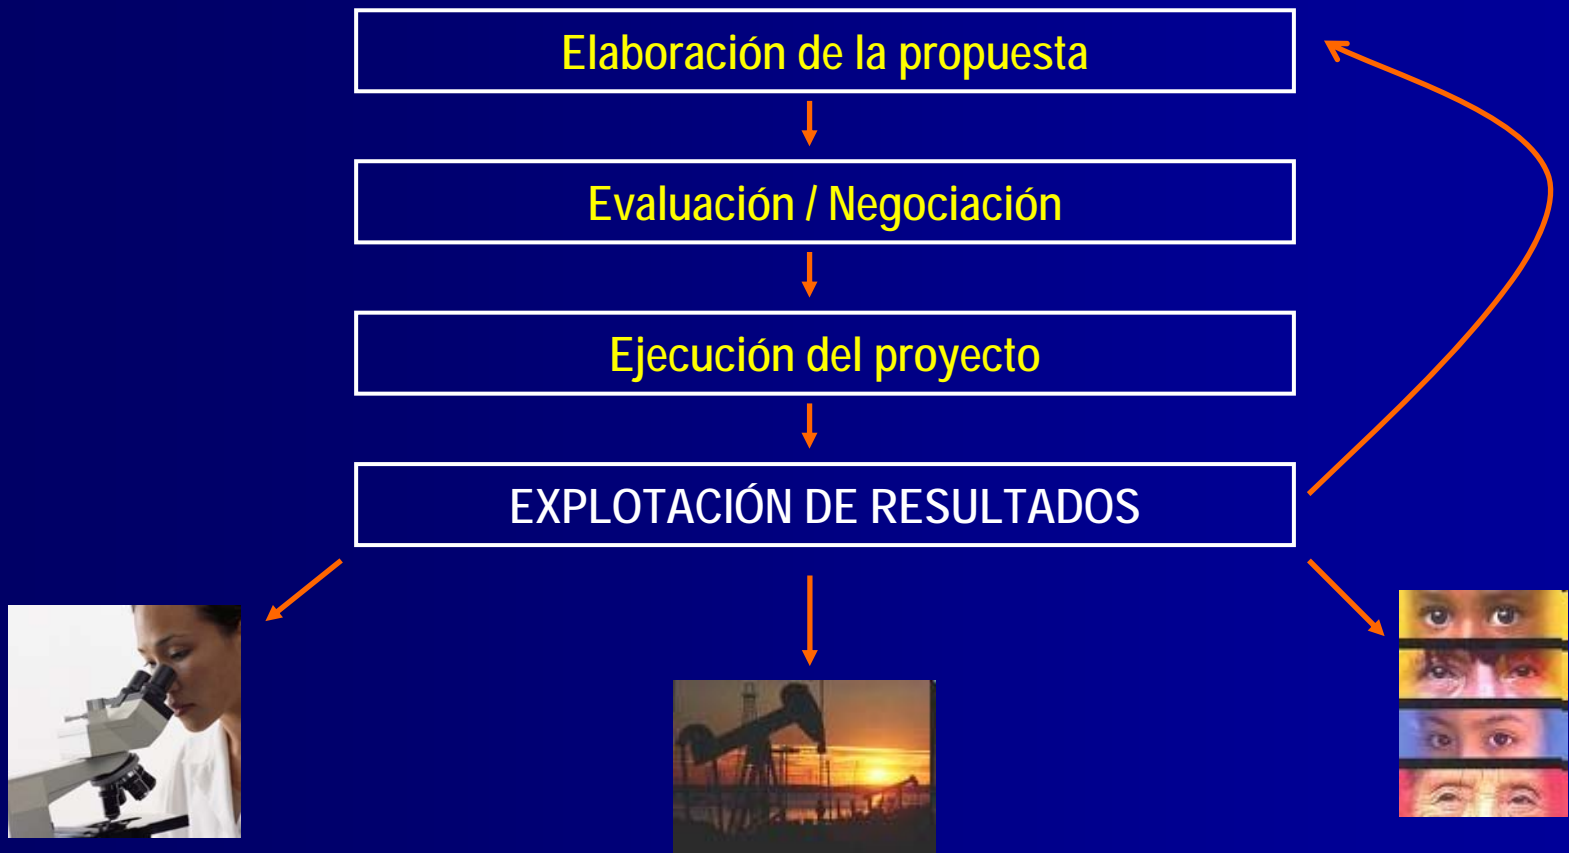 Elaboración de la propuesta
Evaluación / Negociación
Ejecución del proyecto
EXPLOTACIÓN DE RESULTADOS